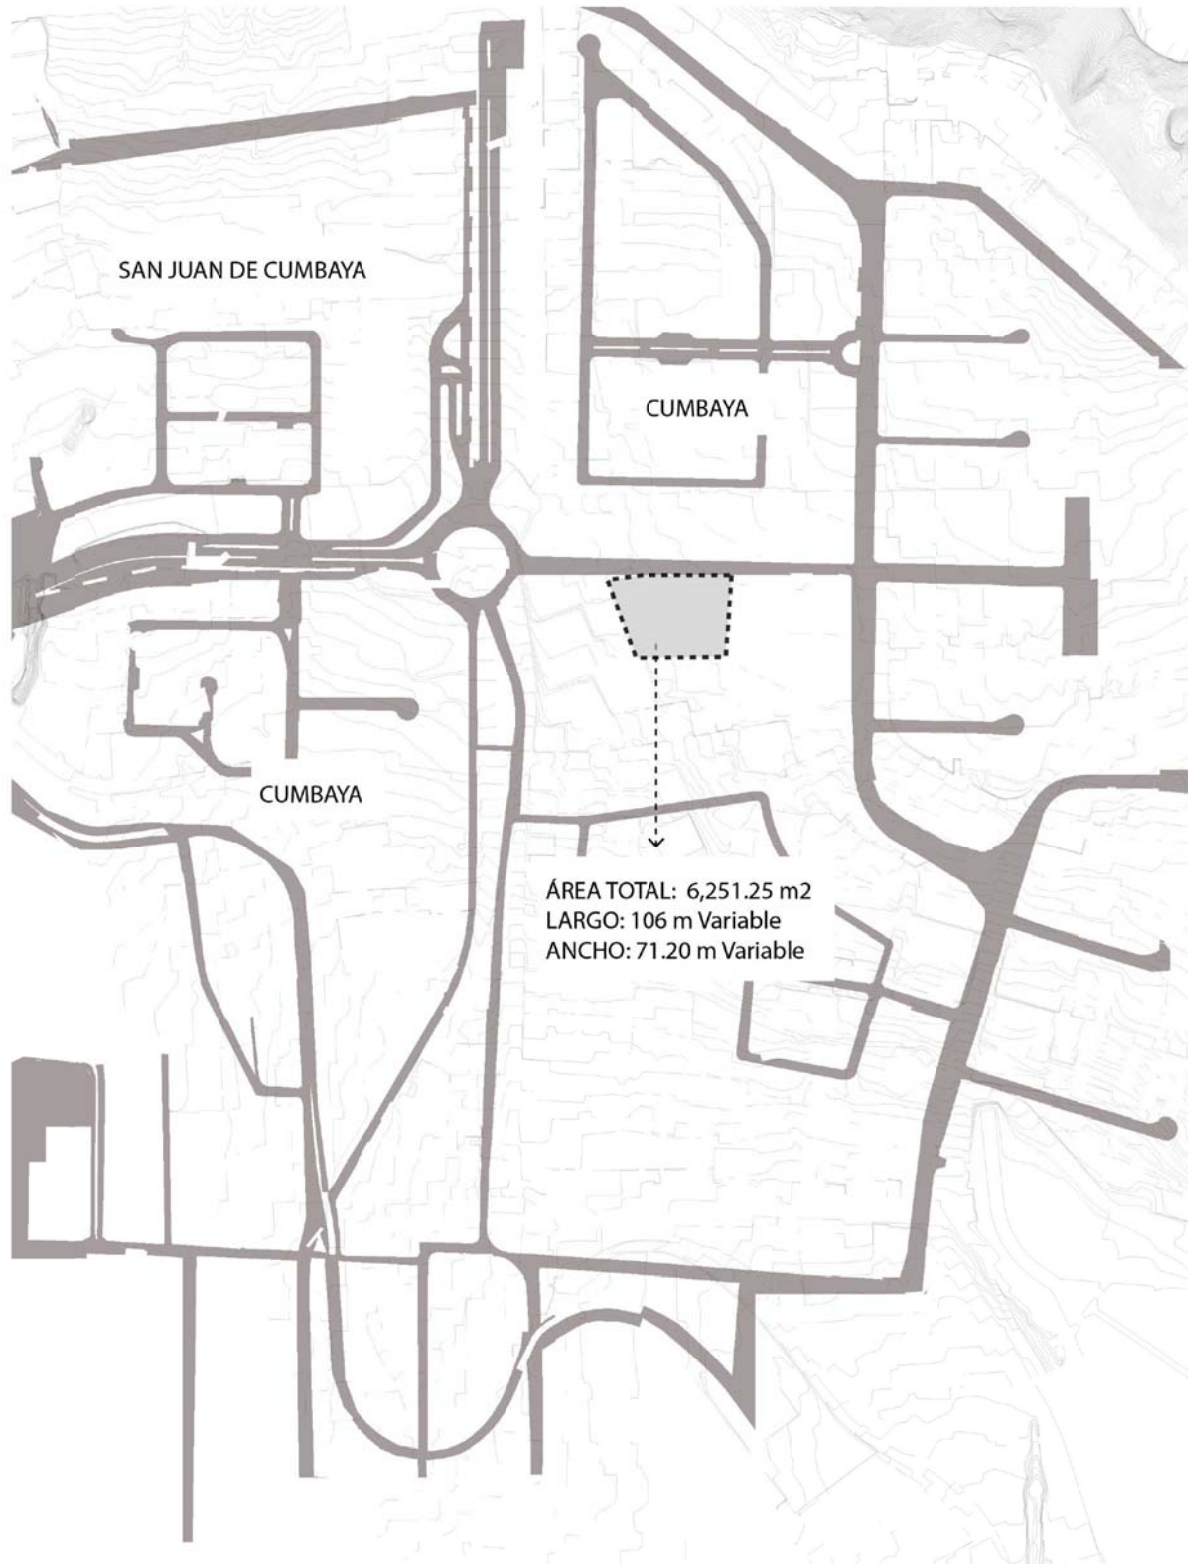 SAN JUAN DE CUMBAYA
CUMBAYA
CUMBAYA
ÁREA TOTAL: 6,251.25 m2
LARGO: 106 m Variable
ANCHO: 71.20 m Variable